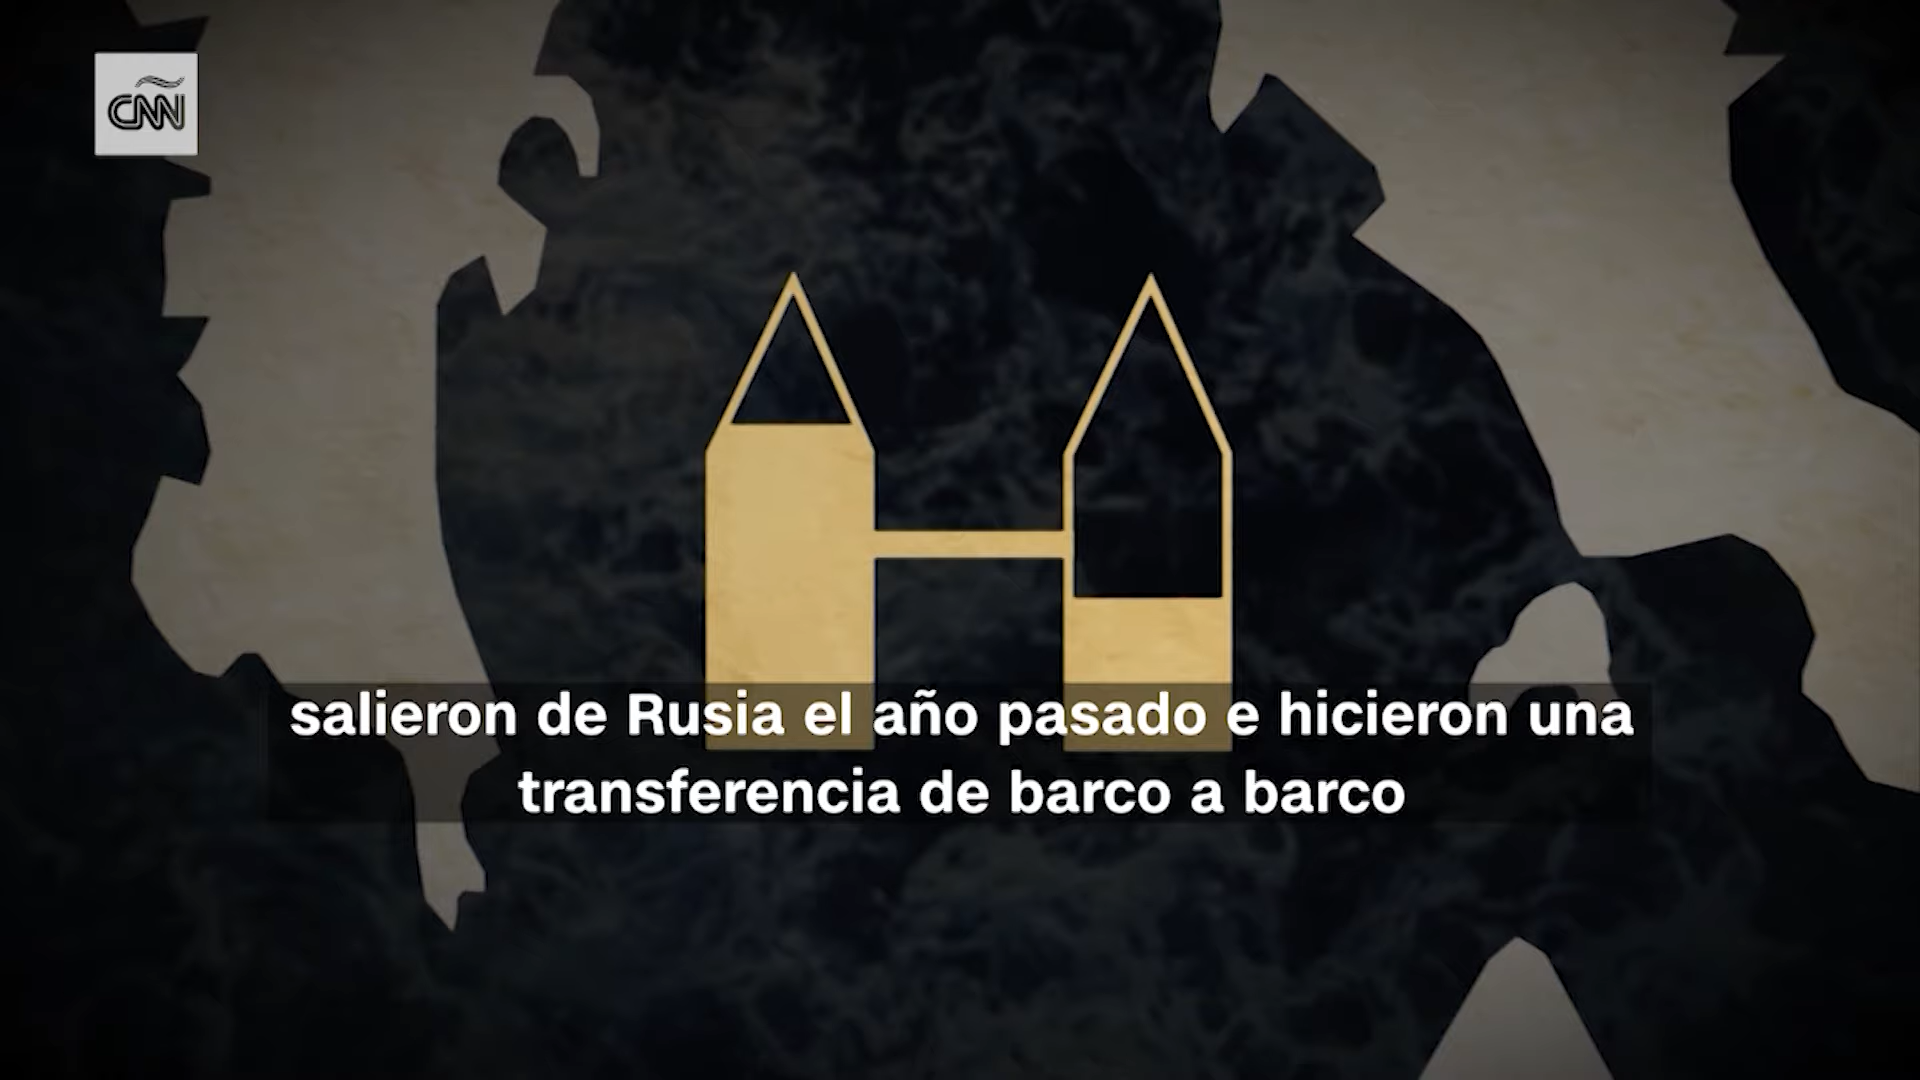 CNN
salieron de Rusia el año pasado e hicieron una
transferencia de barco a barco